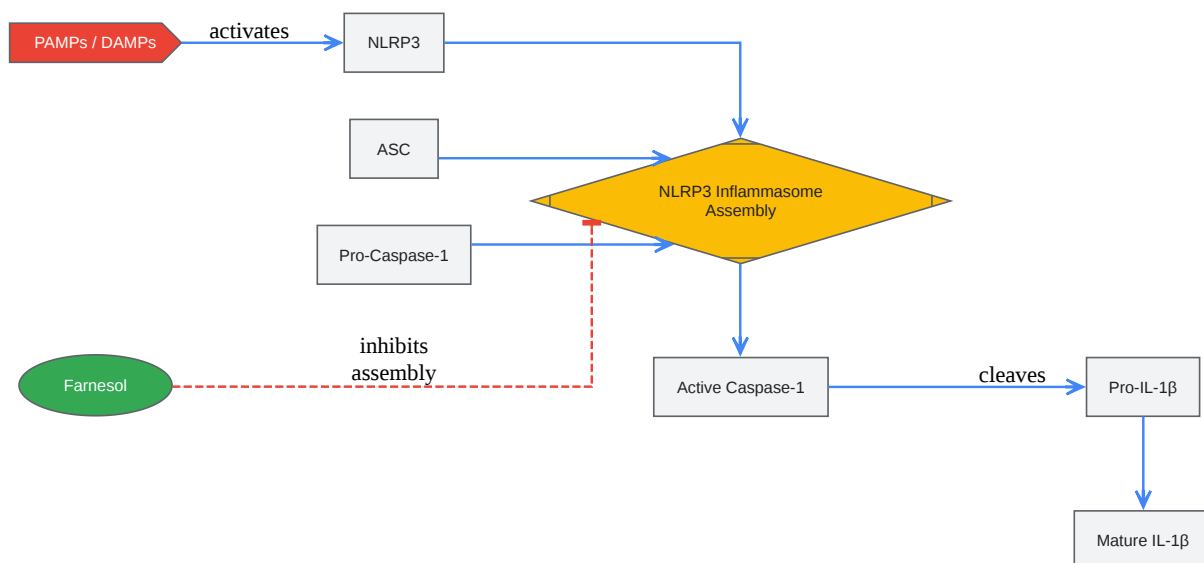 PAMPs / DAMPs
activates
NLRP3
ASC
NLRP3 Inflammasome
Assembly
Pro-Caspase-1
inhibits
assembly
Farnesol
Active Caspase-1
cleaves
Pro-IL-1β
Mature IL-1β